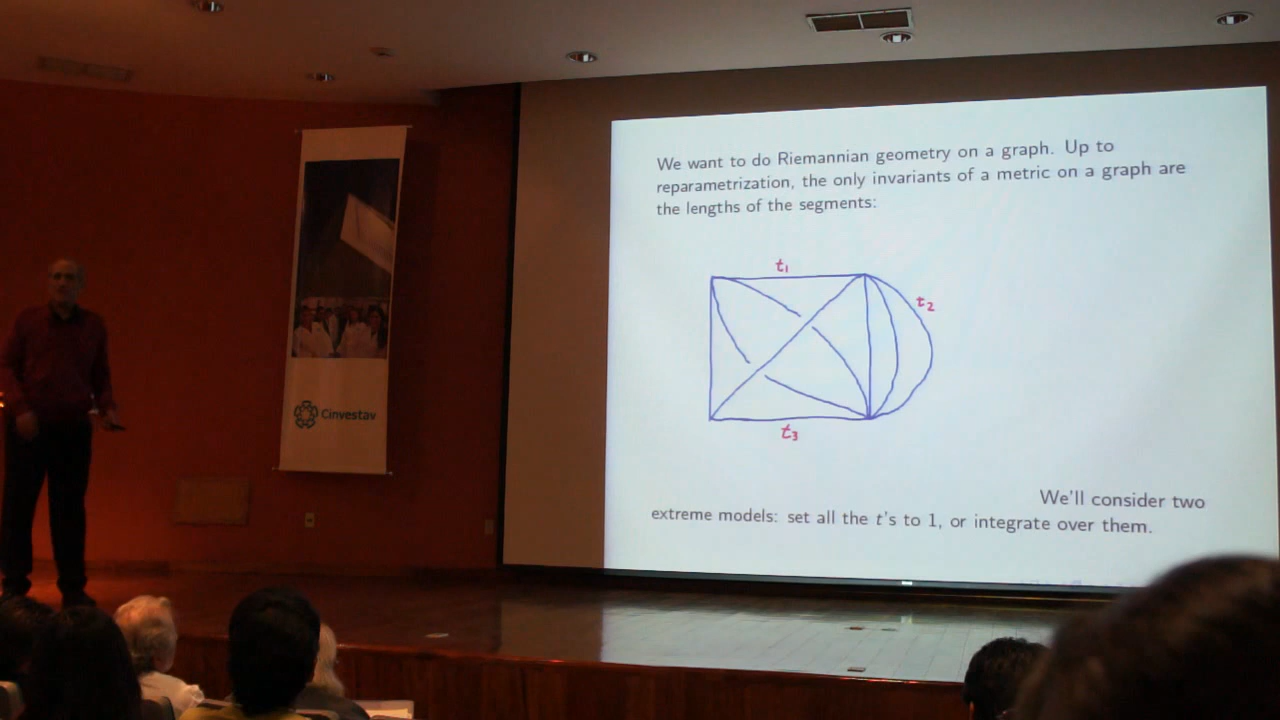 We want to do Riemannian geometry on a graph. Up to
reparametrization, the only invariants of a metric on a graph are
the lengths of the segments:
t₁
t₂
t₃
We'll consider two
extreme models: set all the t's to 1, or integrate over them.
Cinvestav